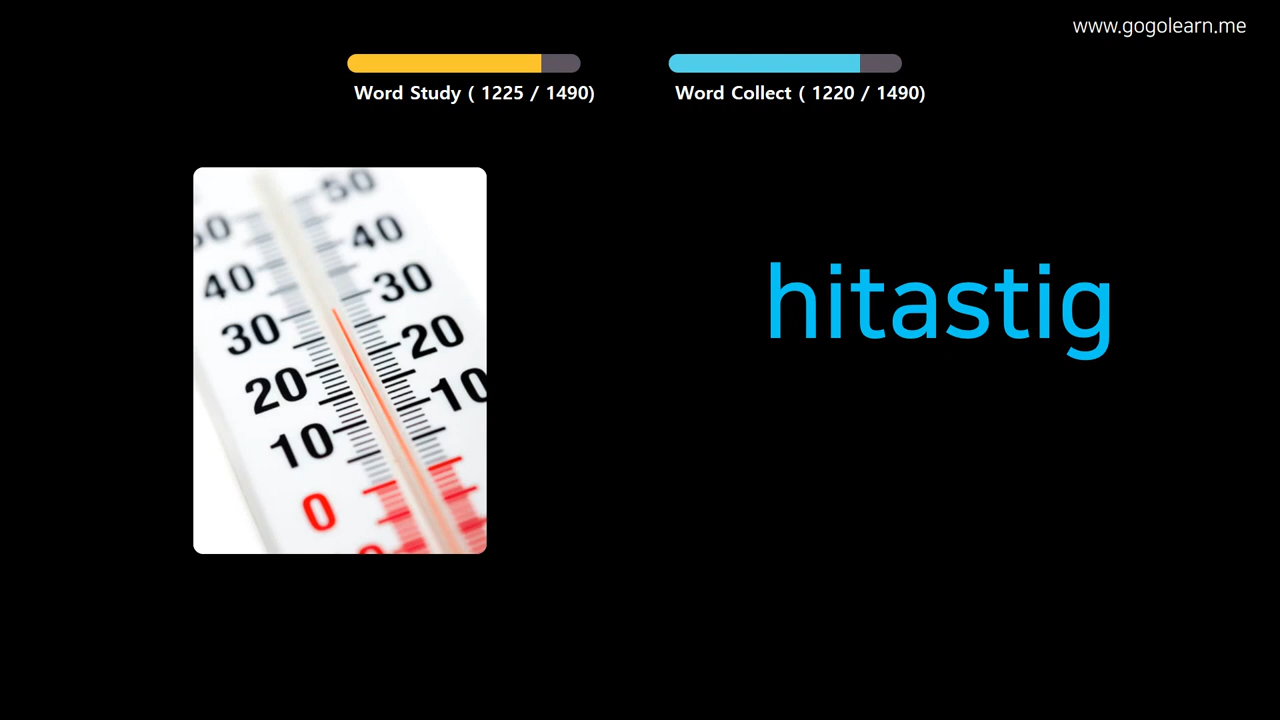 www.gogolearn.me
Word Study ( 1225 / 1490)
Word Collect ( 1220 / 1490)
hitastig
50
50
40
40
30
30
20
20
10
10
0